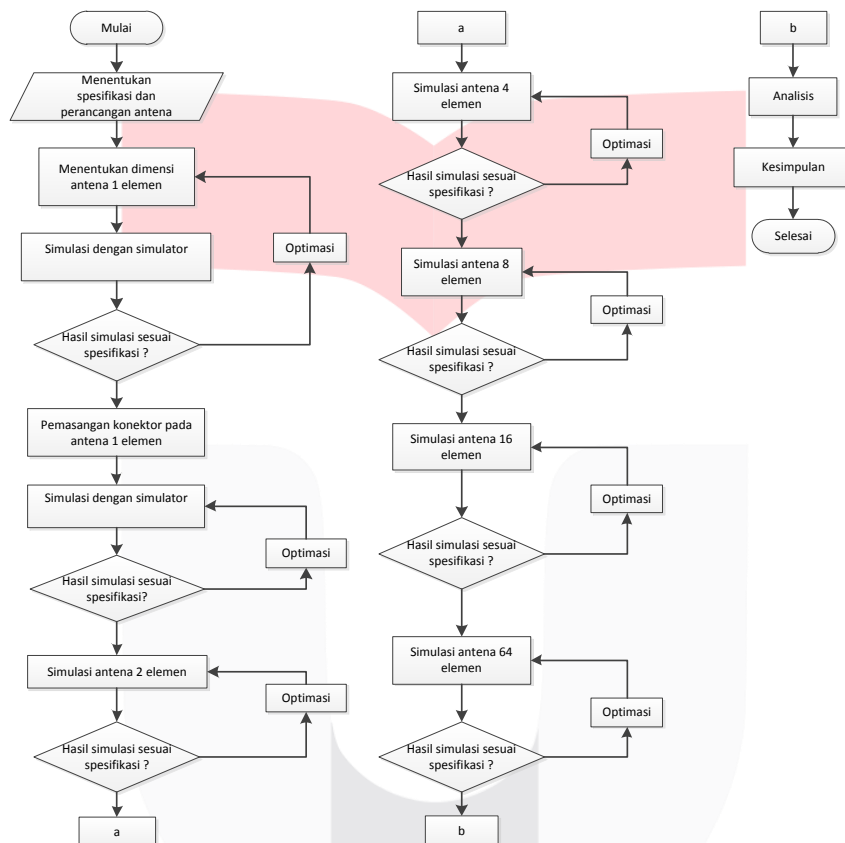 Mulai
Menentukan
spesifikasi dan
perancangan antena
Menentukan dimensi
antena 1 elemen
Simulasi dengan simulator
Optimasi
Hasil simulasi sesuai
spesifikasi ?
Pemasangan konektor pada
antena 1 elemen
Simulasi dengan simulator
Optimasi
Hasil simulasi sesuai
spesifikasi?
Simulasi antena 2 elemen
Optimasi
Hasil simulasi sesuai
spesifikasi ?
a
a
Simulasi antena 4
elemen
Optimasi
Hasil simulasi sesuai
spesifikasi ?
Simulasi antena 8
elemen
Optimasi
Hasil simulasi sesuai
spesifikasi ?
Simulasi antena 16
elemen
Optimasi
Hasil simulasi sesuai
spesifikasi ?
Simulasi antena 64
elemen
Optimasi
Hasil simulasi sesuai
spesifikasi ?
b
b
Analisis
Kesimpulan
Selesai